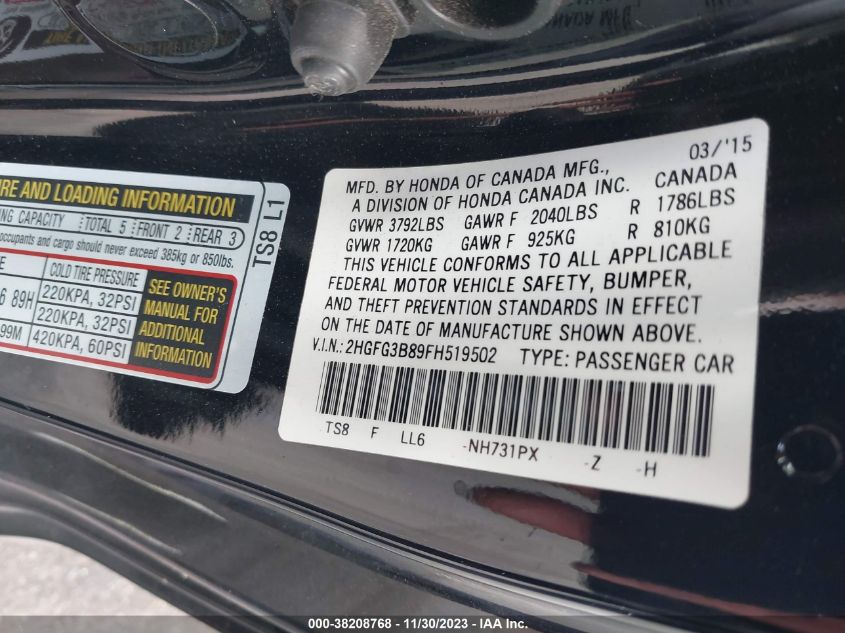 IRE AND LOADING INFORMATION
NG CAPACITY TOTAL 5 FRONT 2 REAR 3
occupants and cargo should never exceed 385kg or 850lbs.
E COLD TIRE PRESSURE
6 89H 220KPA, 32PSI
220KPA, 32PSI
99M 420KPA, 60PSI
SEE OWNER'S
MANUAL FOR
ADDITIONAL
INFORMATION
TS8 L1
03/'15
MFD. BY HONDA OF CANADA MFG., CANADA
A DIVISION OF HONDA CANADA INC.
GVWR 3792LBS GAWR F 2040LBS R 1786LBS
GVWR 1720KG GAWR F 925KG R 810KG
THIS VEHICLE CONFORMS TO ALL APPLICABLE
FEDERAL MOTOR VEHICLE SAFETY, BUMPER,
AND THEFT PREVENTION STANDARDS IN EFFECT
ON THE DATE OF MANUFACTURE SHOWN ABOVE.
V.I.N.: 2HGFG3B89FH519502 TYPE: PASSENGER CAR
TS8 F LL6 -NH731PX -Z -H
000-38208768 - 11/30/2023 - IAA Inc.